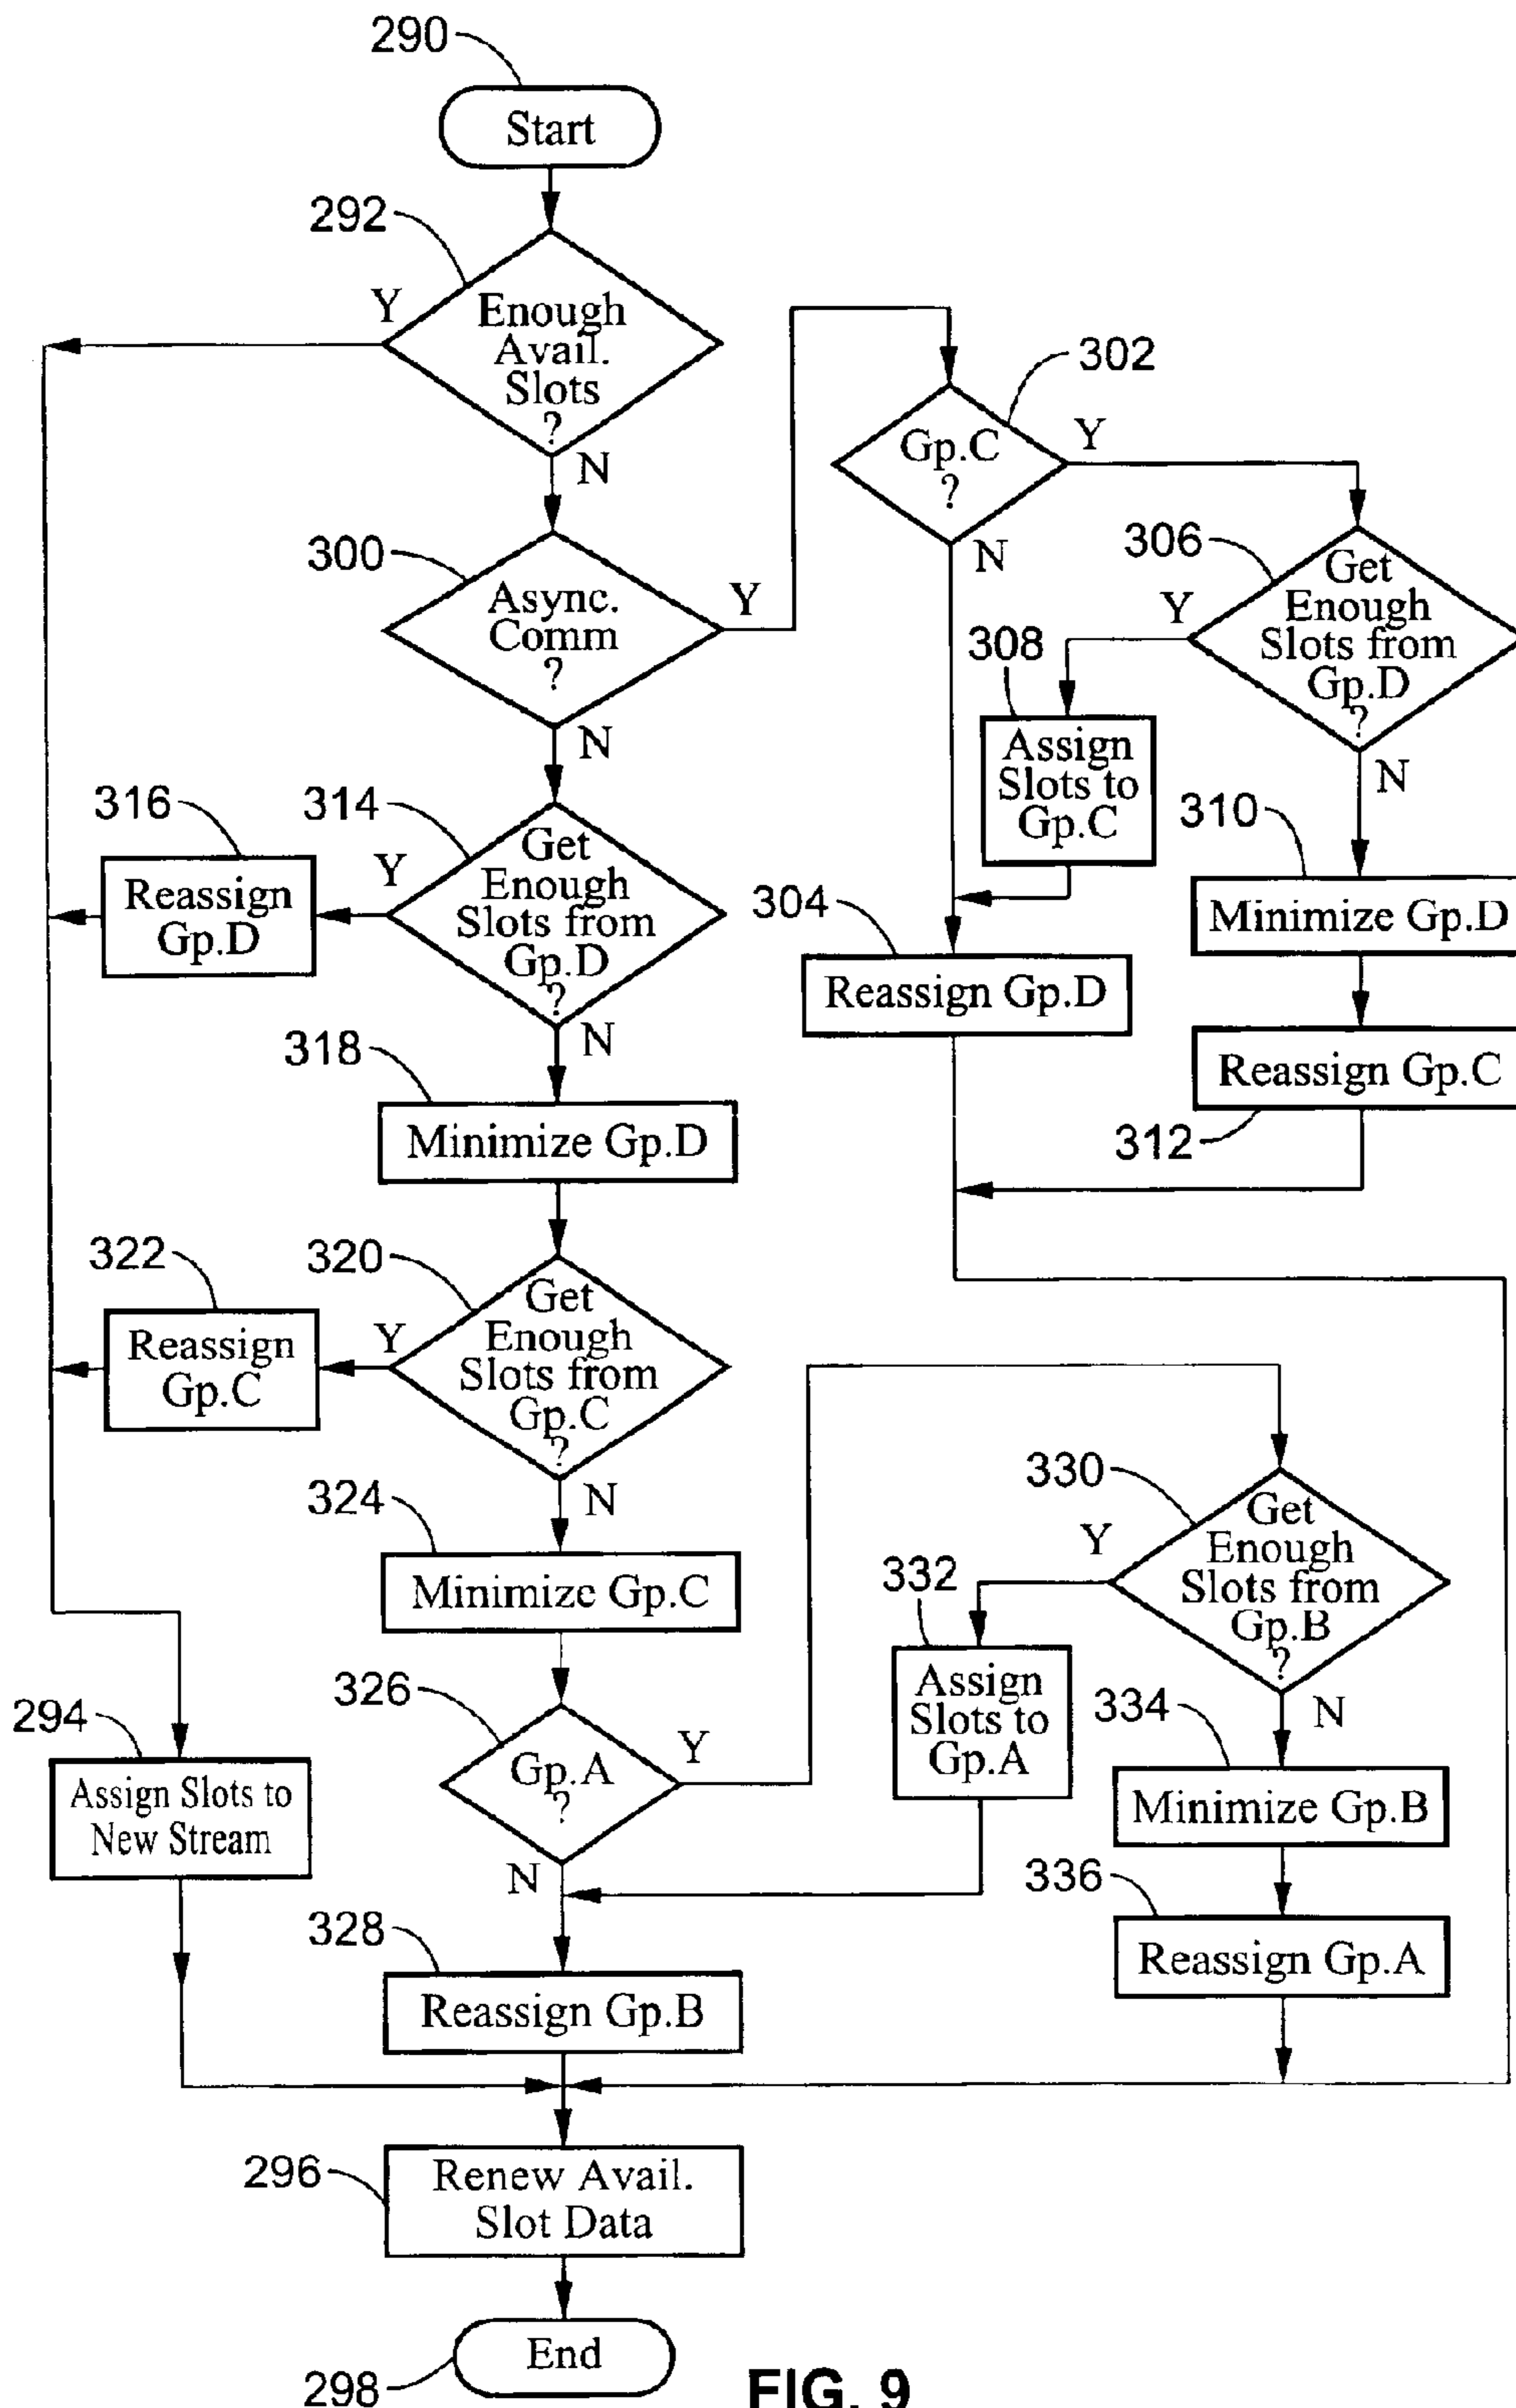 290
Start
292
Y
Enough
Avail.
Slots
?
N
302
Gp.C
?
Y
N
300
Async.
Comm
?
Y
N
306
Get
Enough
Slots from
Gp.D
?
Y
N
308
Assign
Slots to
Gp.C
310
Minimize Gp.D
304
Reassign Gp.D
Reassign Gp.C
312
316
Reassign
Gp.D
314
Y
Get
Enough
Slots from
Gp.D
?
N
318
Minimize Gp.D
322
Reassign
Gp.C
320
Y
Get
Enough
Slots from
Gp.C
?
N
324
Minimize Gp.C
330
Get
Enough
Slots from
Gp.B
?
Y
N
332
Assign
Slots to
Gp.A
334
Minimize Gp.B
336
Reassign Gp.A
326
Gp.A
?
Y
N
294
Assign Slots to
New Stream
328
Reassign Gp.B
296
Renew Avail.
Slot Data
End
298
FIG. 9